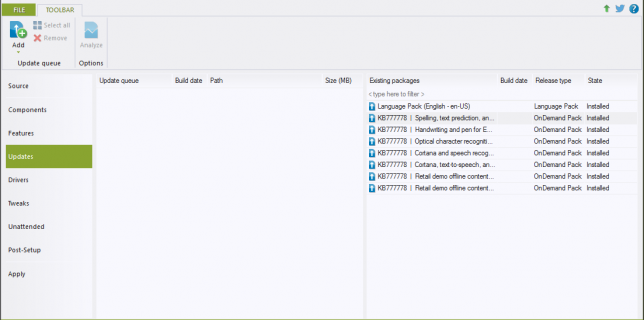 FILE TOOLBAR
Select all
Remove
Add
Analyze
Update queue Options
Source
Components
Features
Updates
Drivers
Tweaks
Unattended
Post-Setup
Apply
Update queue Build date Path Size (MB)
Existing packages Build date Release type State
< type here to filter >
Language Pack (English - en-US) Language Pack Installed
KB777778 | Spelling, text prediction, an... OnDemand Pack Installed
KB777778 | Handwriting and pen for E... OnDemand Pack Installed
KB777778 | Optical character recogniti... OnDemand Pack Installed
KB777778 | Cortana and speech recog... OnDemand Pack Installed
KB777778 | Cortana, text-to-speech, an... OnDemand Pack Installed
KB777778 | Retail demo offline content... OnDemand Pack Installed
KB777778 | Retail demo offline content... OnDemand Pack Installed